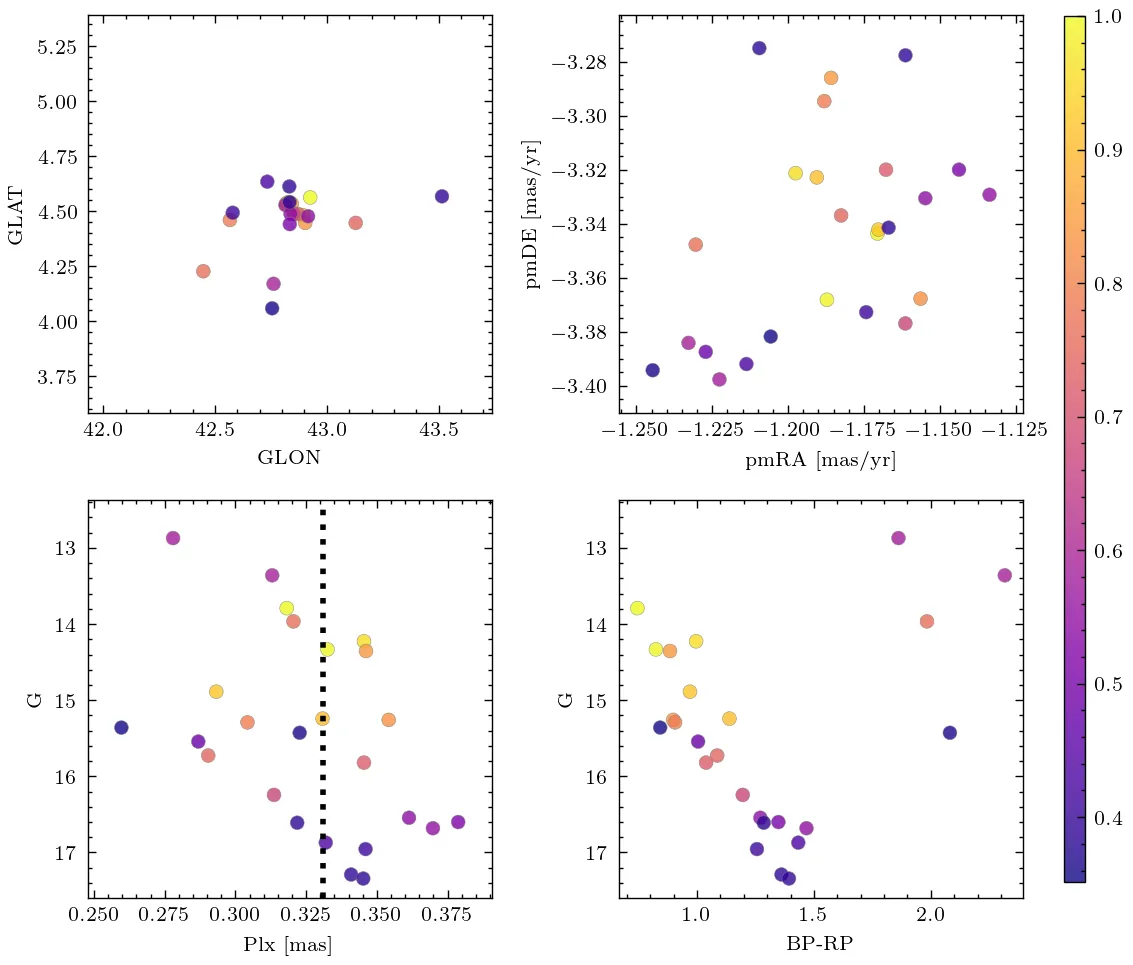 5.25
5.00
4.75
4.50
4.25
4.00
3.75
GLAT
42.0 42.5 43.0 43.5
GLON
−3.28
−3.30
−3.32
−3.34
−3.36
−3.38
−3.40
pmDE [mas/yr]
−1.250 −1.225 −1.200 −1.175 −1.150 −1.125
pmRA [mas/yr]
1.0
0.9
0.8
0.7
0.6
0.5
0.4
13
14
15
16
17
G
0.250 0.275 0.300 0.325 0.350 0.375
Plx [mas]
13
14
15
16
17
G
1.0 1.5 2.0
BP-RP